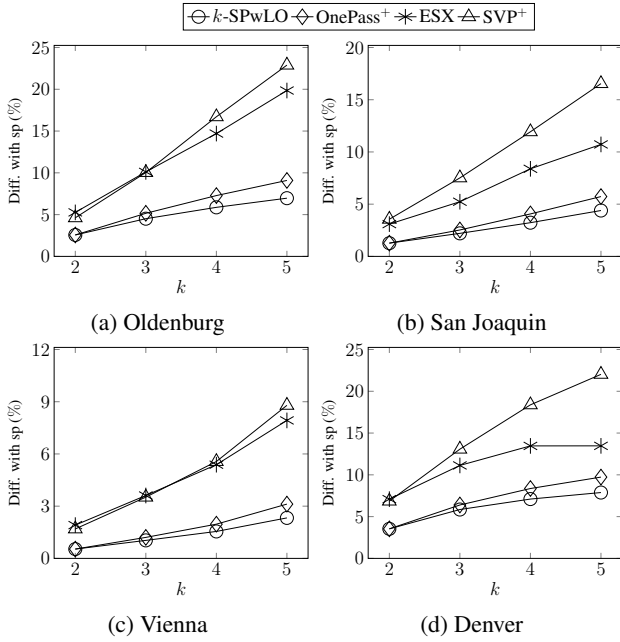 k-SPwLO OnePass⁺ ESX SVP⁺
Diff. with sp (%)
25
20
15
10
5
0
2 3 4 5
k
(a) Oldenburg
Diff. with sp (%)
20
15
10
5
0
2 3 4 5
k
(b) San Joaquin
Diff. with sp (%)
12
9
6
3
0
2 3 4 5
k
(c) Vienna
Diff. with sp (%)
25
20
15
10
5
0
2 3 4 5
k
(d) Denver